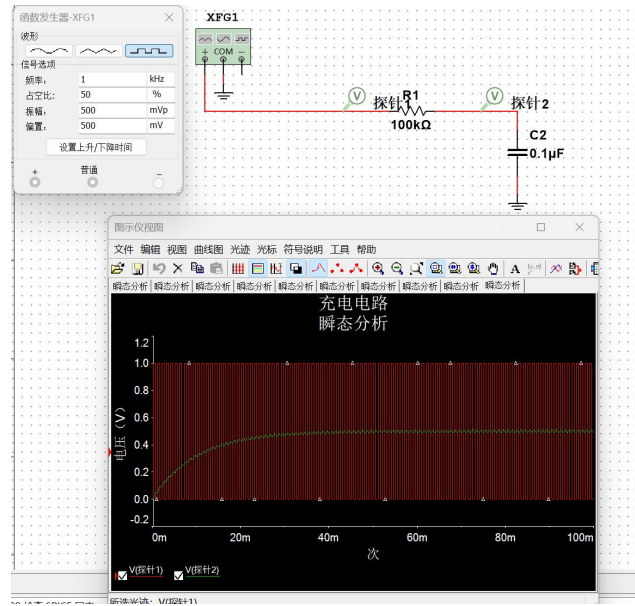 函数发生器-XFG1
波形
信号选项
频率: 1 kHz
占空比: 50 %
振幅: 500 mVp
偏置: 500 mV
设置上升/下降时间
+ 普通 −
XFG1
+ COM −
V 探针1 R1
100kΩ
V 探针2
C2
0.1µF
图示仪视图
文件 编辑 视图 曲线图 光迹 光标 符号说明 工具 帮助
瞬态分析 瞬态分析 瞬态分析 瞬态分析 瞬态分析 瞬态分析 瞬态分析 瞬态分析 瞬态分析 瞬态分析
充电电路
瞬态分析
电压（V）
1.2
1.0
0.8
0.6
0.4
0.2
0.0
-0.2
0m 20m 40m 60m 80m 100m
次
V(探针1) V(探针2)
所选光迹: V(探针1)